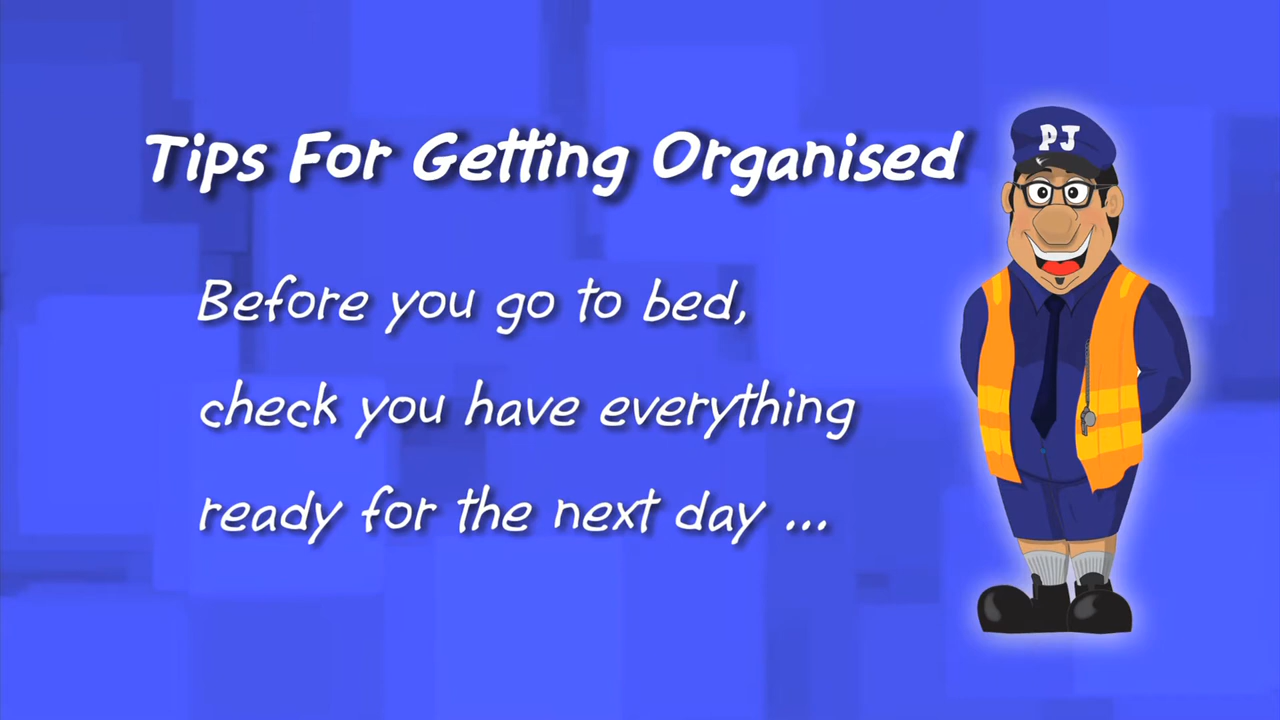 Tips For Getting Organised
PJ
Before you go to bed,
check you have everything
ready for the next day ...